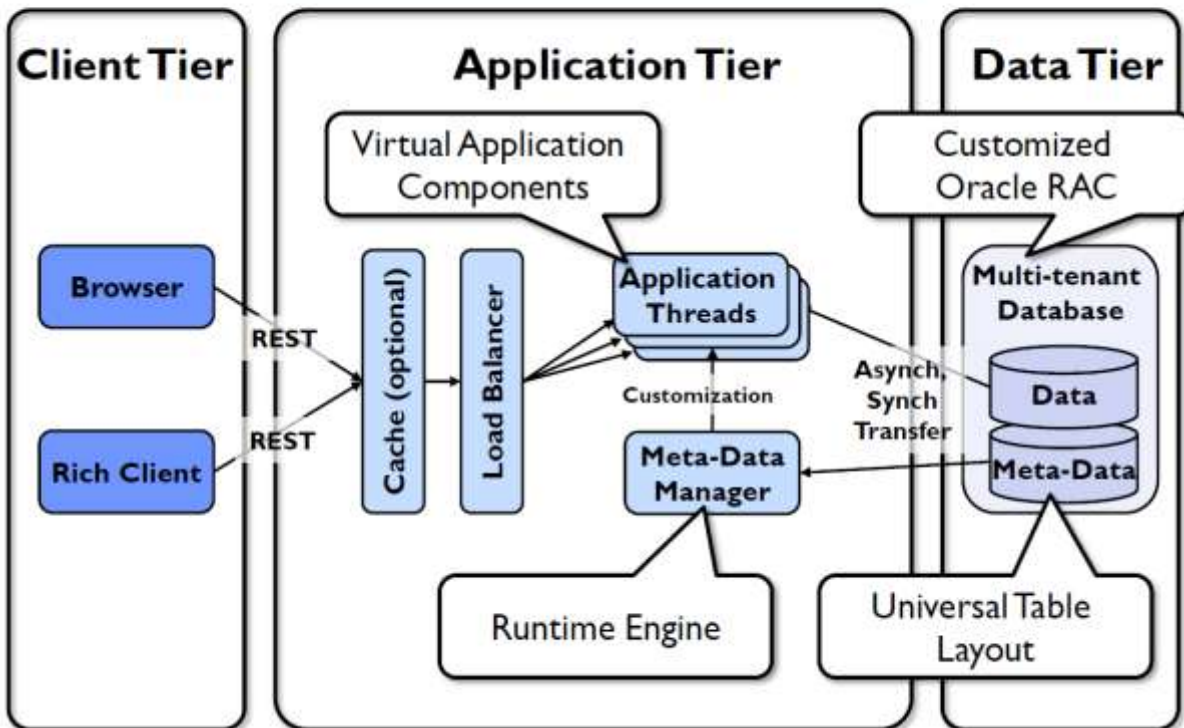 Client Tier
Application Tier
Data Tier
Virtual Application
Components
Customized
Oracle RAC
Browser
REST
REST
Rich Client
Cache (optional)
Load Balancer
Application
Threads
Customization
Meta-Data
Manager
Asynch,
Synch
Transfer
Multi-tenant
Database
Data
Meta-Data
Runtime Engine
Universal Table
Layout